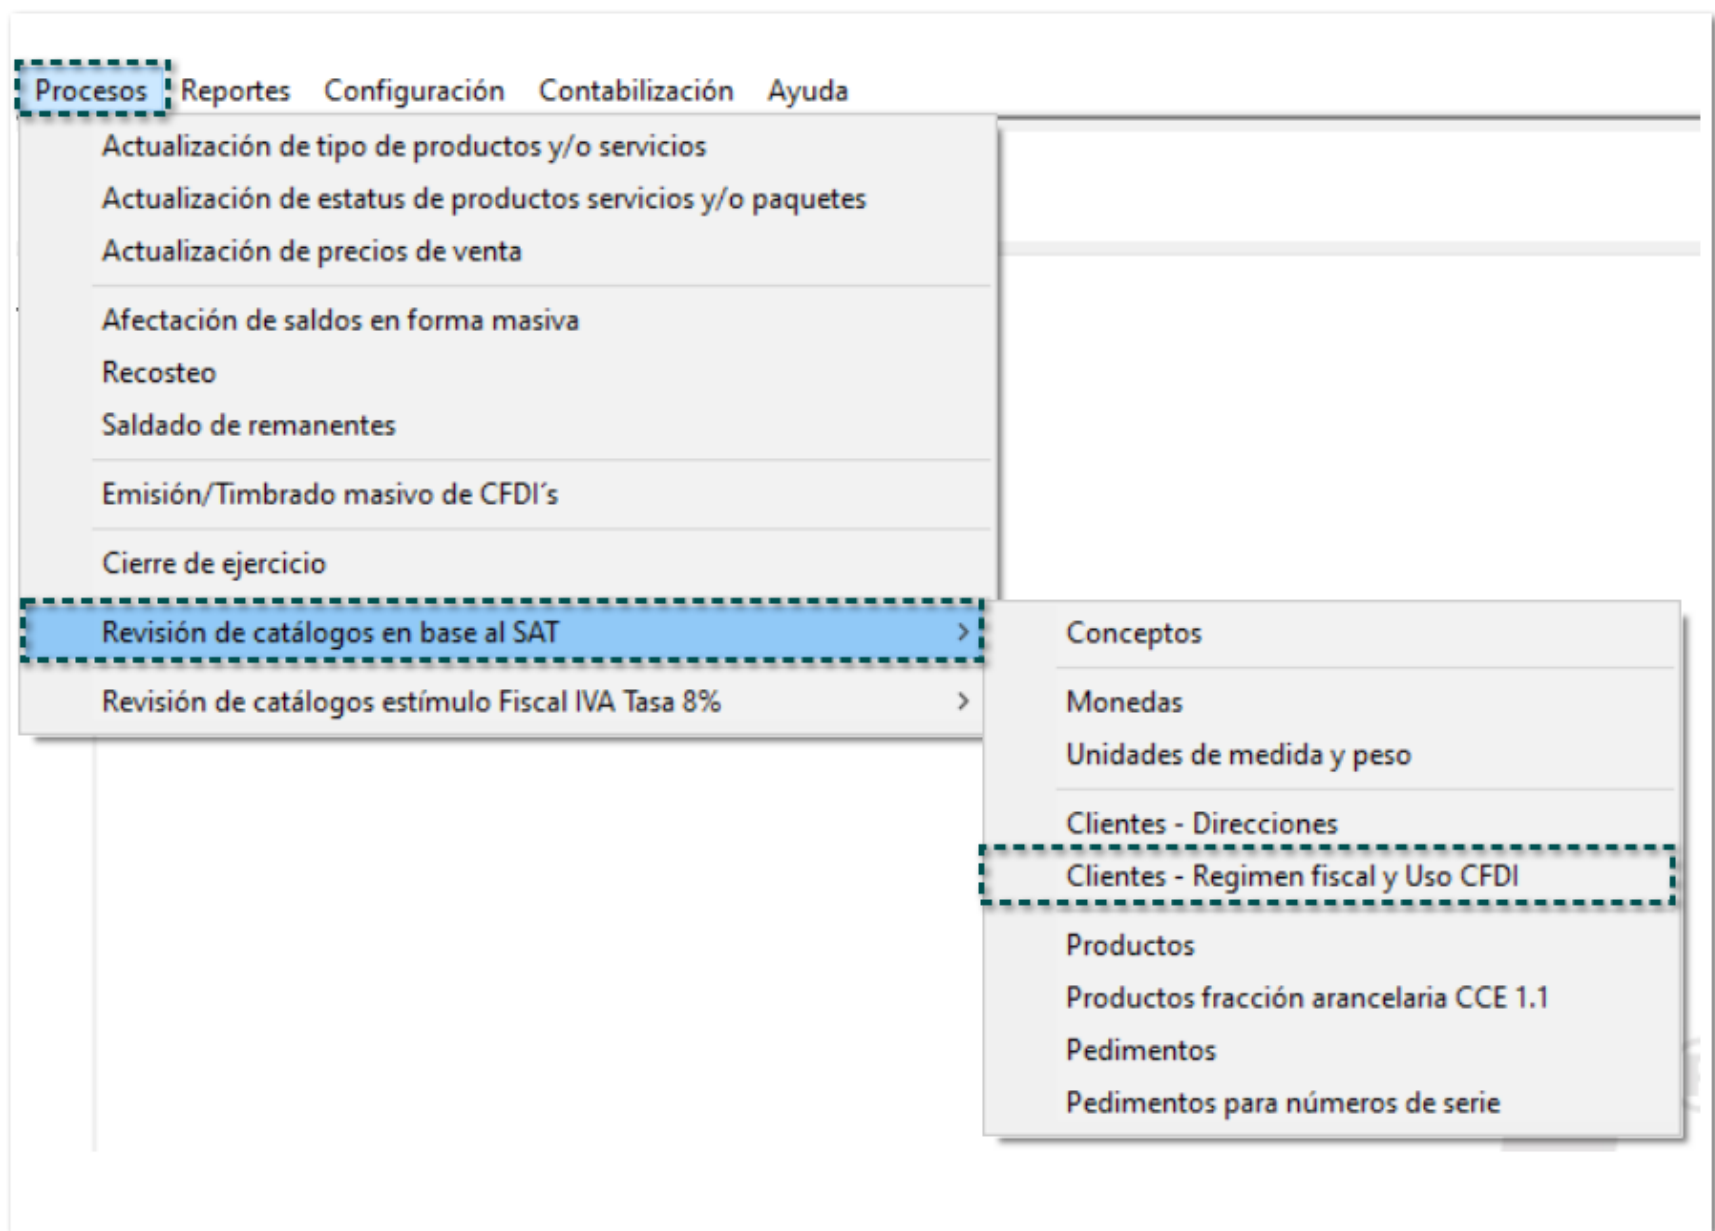 Procesos Reportes Configuración Contabilización Ayuda
Actualización de tipo de productos y/o servicios
Actualización de estatus de productos servicios y/o paquetes
Actualización de precios de venta
Afectación de saldos en forma masiva
Recosteo
Saldado de remanentes
Emisión/Timbrado masivo de CFDI´s
Cierre de ejercicio
Revisión de catálogos en base al SAT
Revisión de catálogos estímulo Fiscal IVA Tasa 8%
Conceptos
Monedas
Unidades de medida y peso
Clientes - Direcciones
Clientes - Regimen fiscal y Uso CFDI
Productos
Productos fracción arancelaria CCE 1.1
Pedimentos
Pedimentos para números de serie